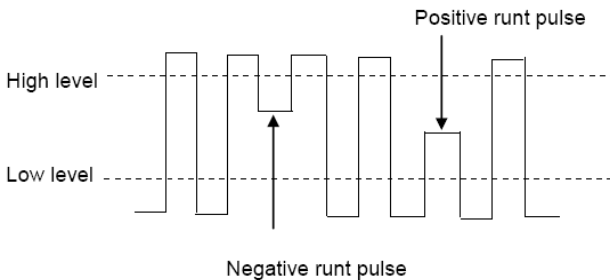 Positive runt pulse
High level
Low level
Negative runt pulse